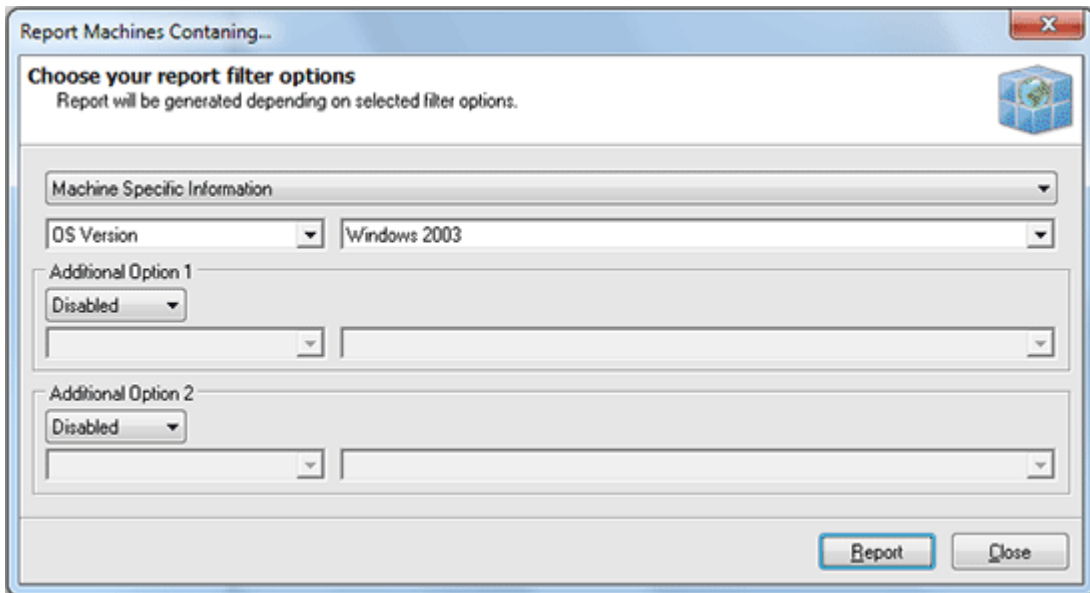 Report Machines Contaning...
Choose your report filter options
Report will be generated depending on selected filter options.
Machine Specific Information
OS Version Windows 2003
Additional Option 1
Disabled
Additional Option 2
Disabled
Report Close